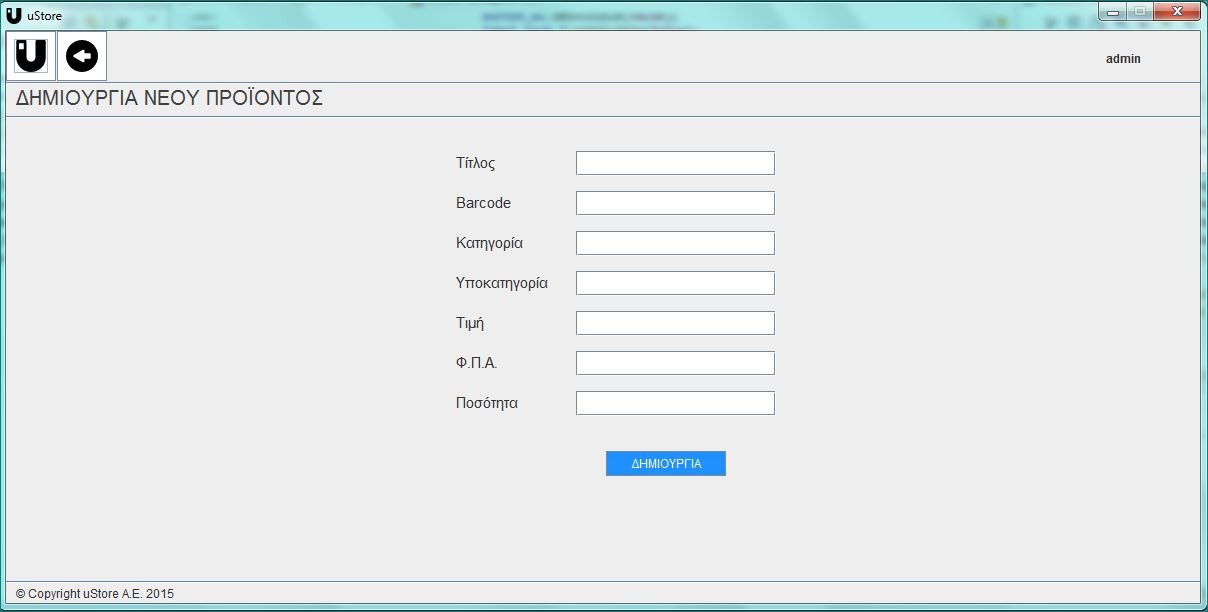 uStore
admin
ΔΗΜΙΟΥΡΓΙΑ ΝΕΟΥ ΠΡΟΪΟΝΤΟΣ
Τίτλος
Barcode
Κατηγορία
Υποκατηγορία
Τιμή
Φ.Π.Α.
Ποσότητα
ΔΗΜΙΟΥΡΓΙΑ
© Copyright uStore A.E. 2015